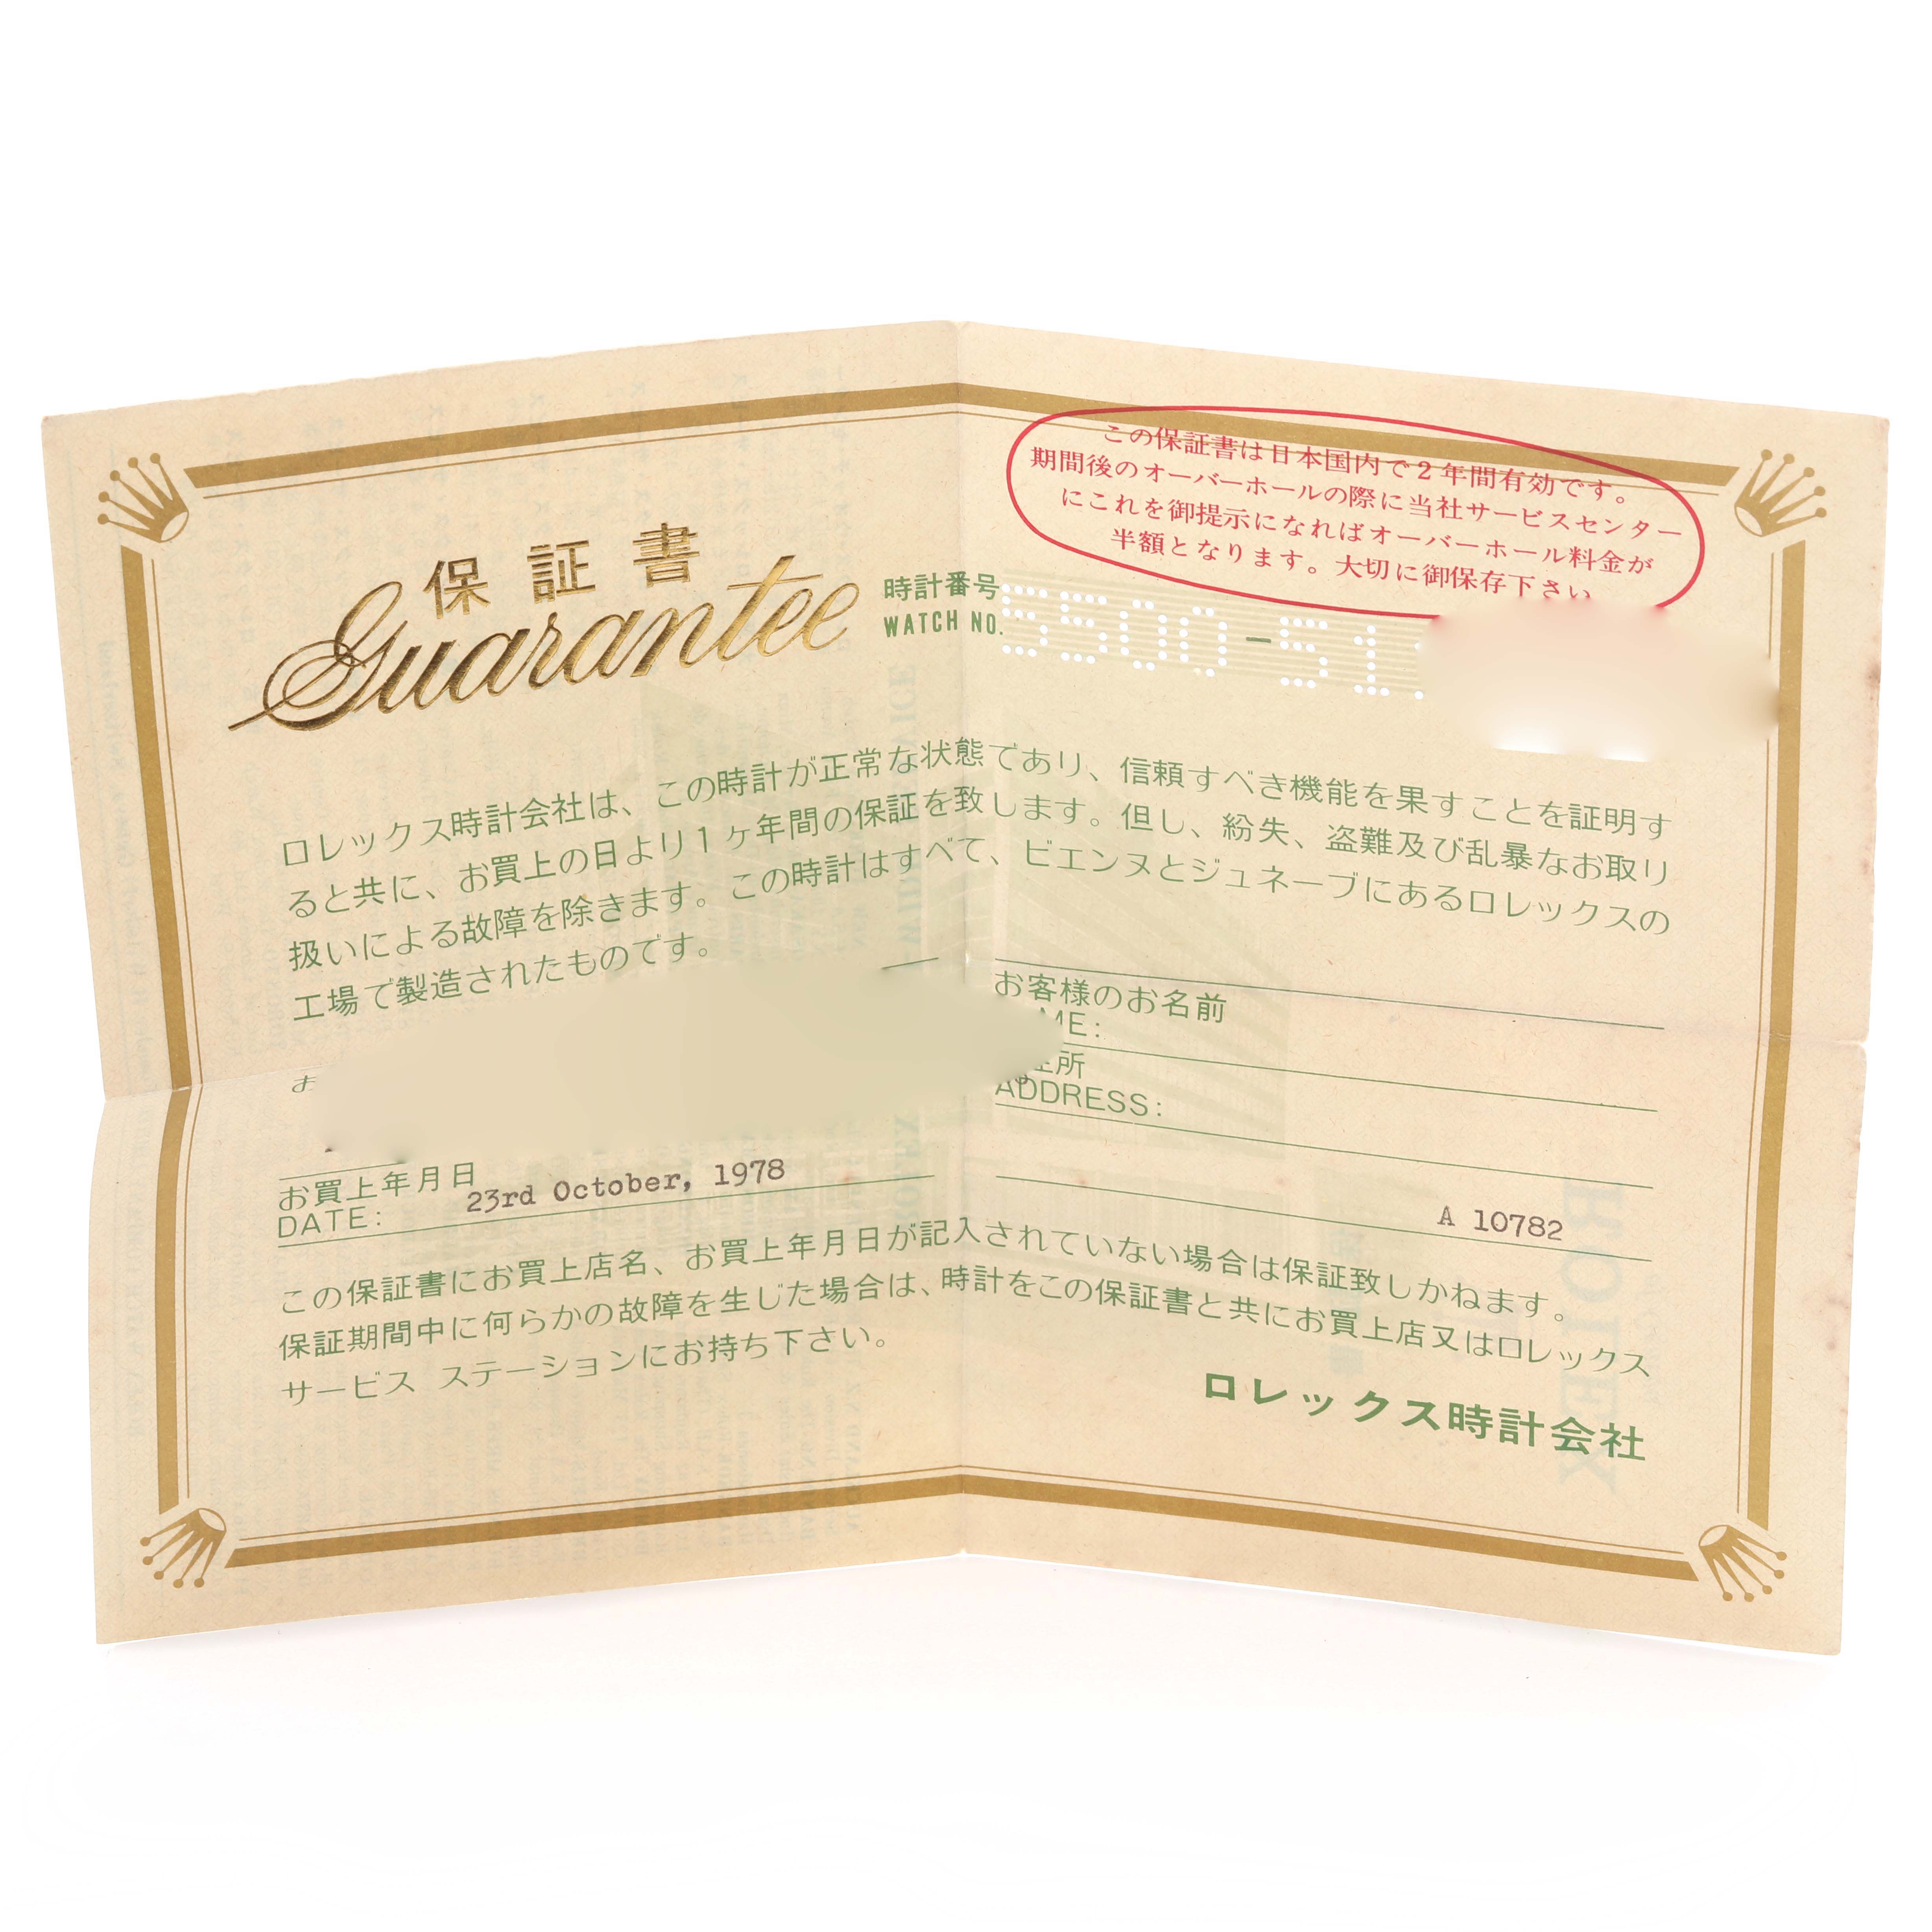 この保証書は日本国内で2年間有効です。
期間後のオーバーホールの際に当社サービスセンター
にこれを御提示になればオーバーホール料金が
半額となります。大切に御保存下さい
保証書
Guarantee
時計番号
WATCH NO. 5500-51
ロレックス時計会社は、この時計が正常な状態であり、信頼すべき機能を果すことを証明す
ると共に、お買上の日より1ヶ年間の保証を致します。但し、紛失、盗難及び乱暴なお取り
扱いによる故障を除きます。この時計はすべて、ビエンヌとジュネーブにあるロレックスの
工場で製造されたものです。
お客様のお名前
ME:
所
ADDRESS:
お
お買上年月日
DATE: 23rd October, 1978
A 10782
この保証書にお買上店名、お買上年月日が記入されていない場合は保証致しかねます。
保証期間中に何らかの故障を生じた場合は、時計をこの保証書と共にお買上店又はロレックス
サービス ステーションにお持ち下さい。
ロレックス時計会社